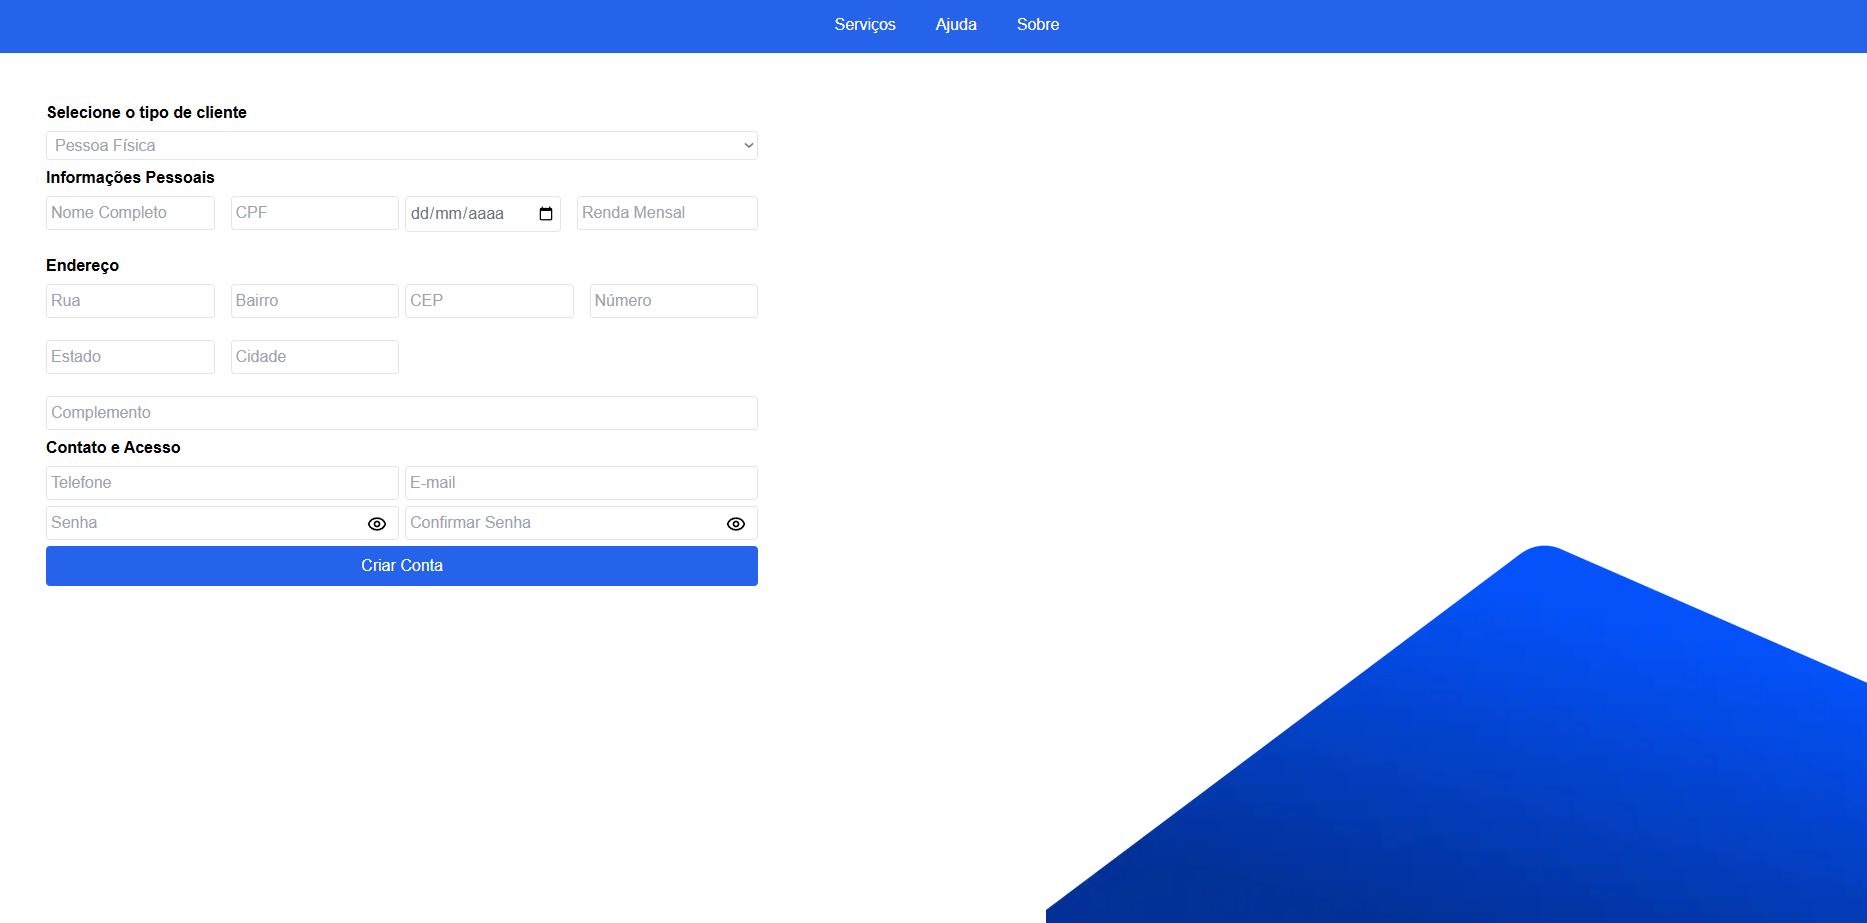 Serviços Ajuda Sobre
Selecione o tipo de cliente
Pessoa Física
Informações Pessoais
Nome Completo CPF dd/mm/aaaa Renda Mensal
Endereço
Rua Bairro CEP Número
Estado Cidade
Complemento
Contato e Acesso
Telefone E-mail
Senha Confirmar Senha
Criar Conta